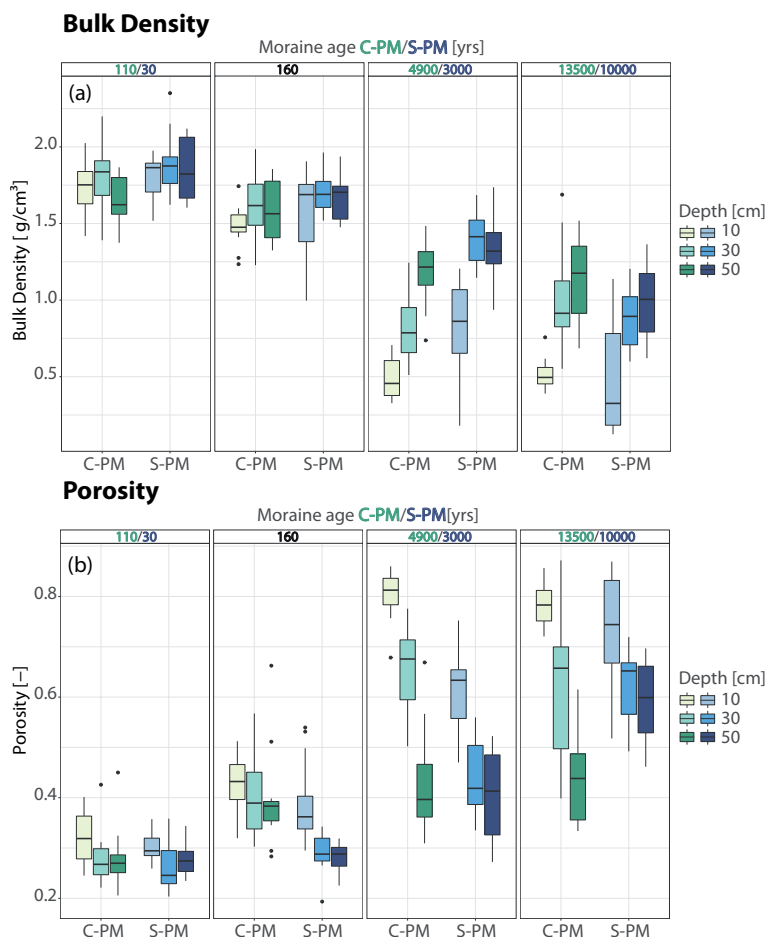 Bulk Density
Moraine age C-PM/S-PM [yrs]
110/30 160 4900/3000 13500/10000
(a)
2.0
1.5
1.0
0.5
Bulk Density [ g/cm³]
Depth [cm]
10
30
50
C-PM S-PM C-PM S-PM C-PM S-PM C-PM S-PM
Porosity
Moraine age C-PM/S-PM[yrs]
110/30 160 4900/3000 13500/10000
(b)
0.8
0.6
0.4
0.2
Porosity [−]
Depth [cm]
10
30
50
C-PM S-PM C-PM S-PM C-PM S-PM C-PM S-PM